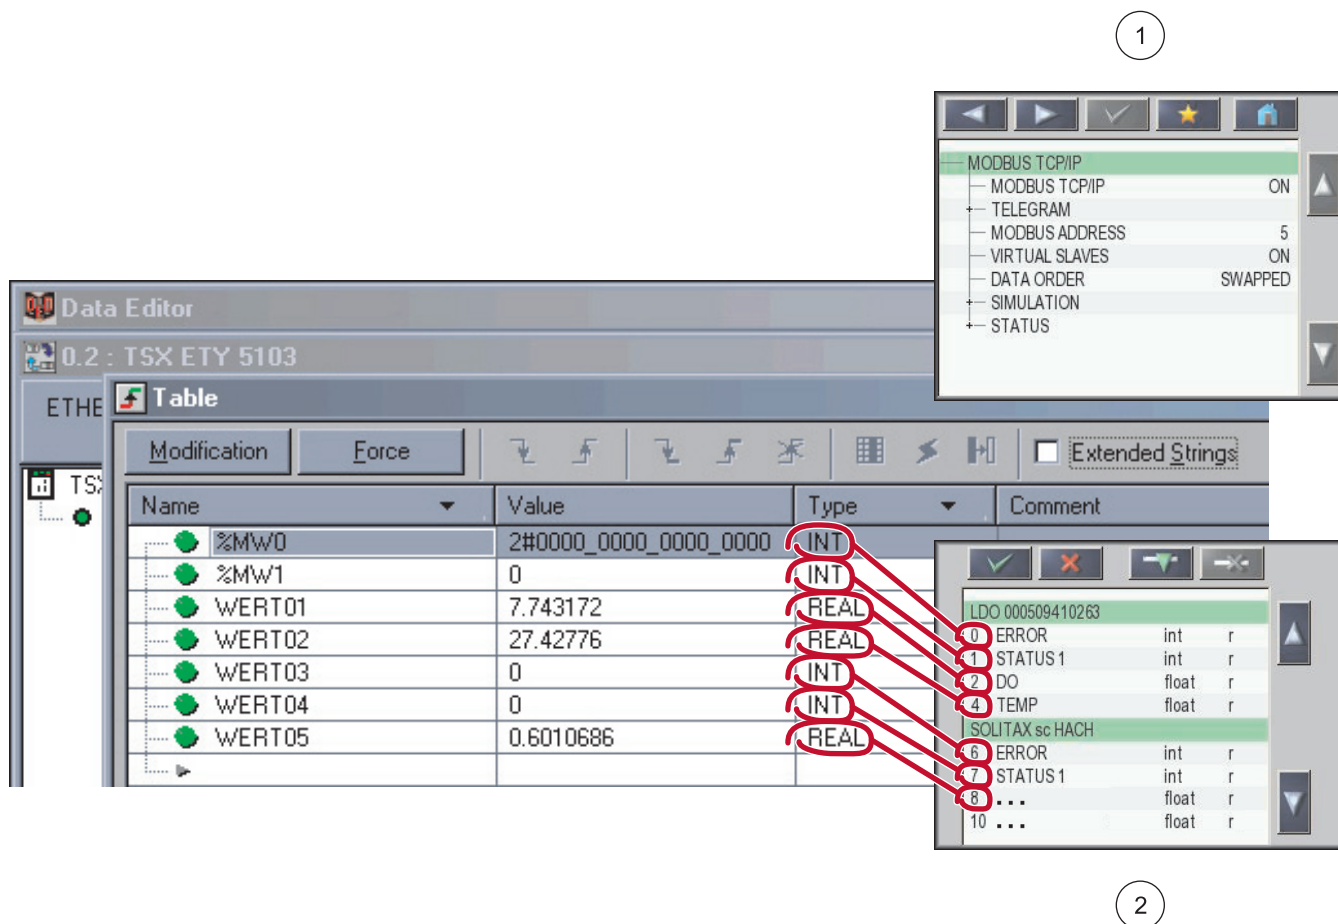 1
MODBUS TCP/IP
MODBUS TCP/IP ON
TELEGRAM
MODBUS ADDRESS 5
VIRTUAL SLAVES ON
DATA ORDER SWAPPED
SIMULATION
STATUS
Data Editor
0.2 : TSX ETY 5103
ETHE
Table
Modification Force Extended Strings
TSX
Name Value Type Comment
%MW0 2#0000_0000_0000_0000 INT
%MW1 0 INT
WERT01 7.743172 REAL
WERT02 27.42776 REAL
WERT03 0 INT
WERT04 0 INT
WERT05 0.6010686 REAL
LDO 000509410263
0 ERROR int r
1 STATUS 1 int r
2 DO float r
4 TEMP float r
SOLITAX sc HACH
6 ERROR int r
7 STATUS 1 int r
8 ... float r
10 ... float r
2